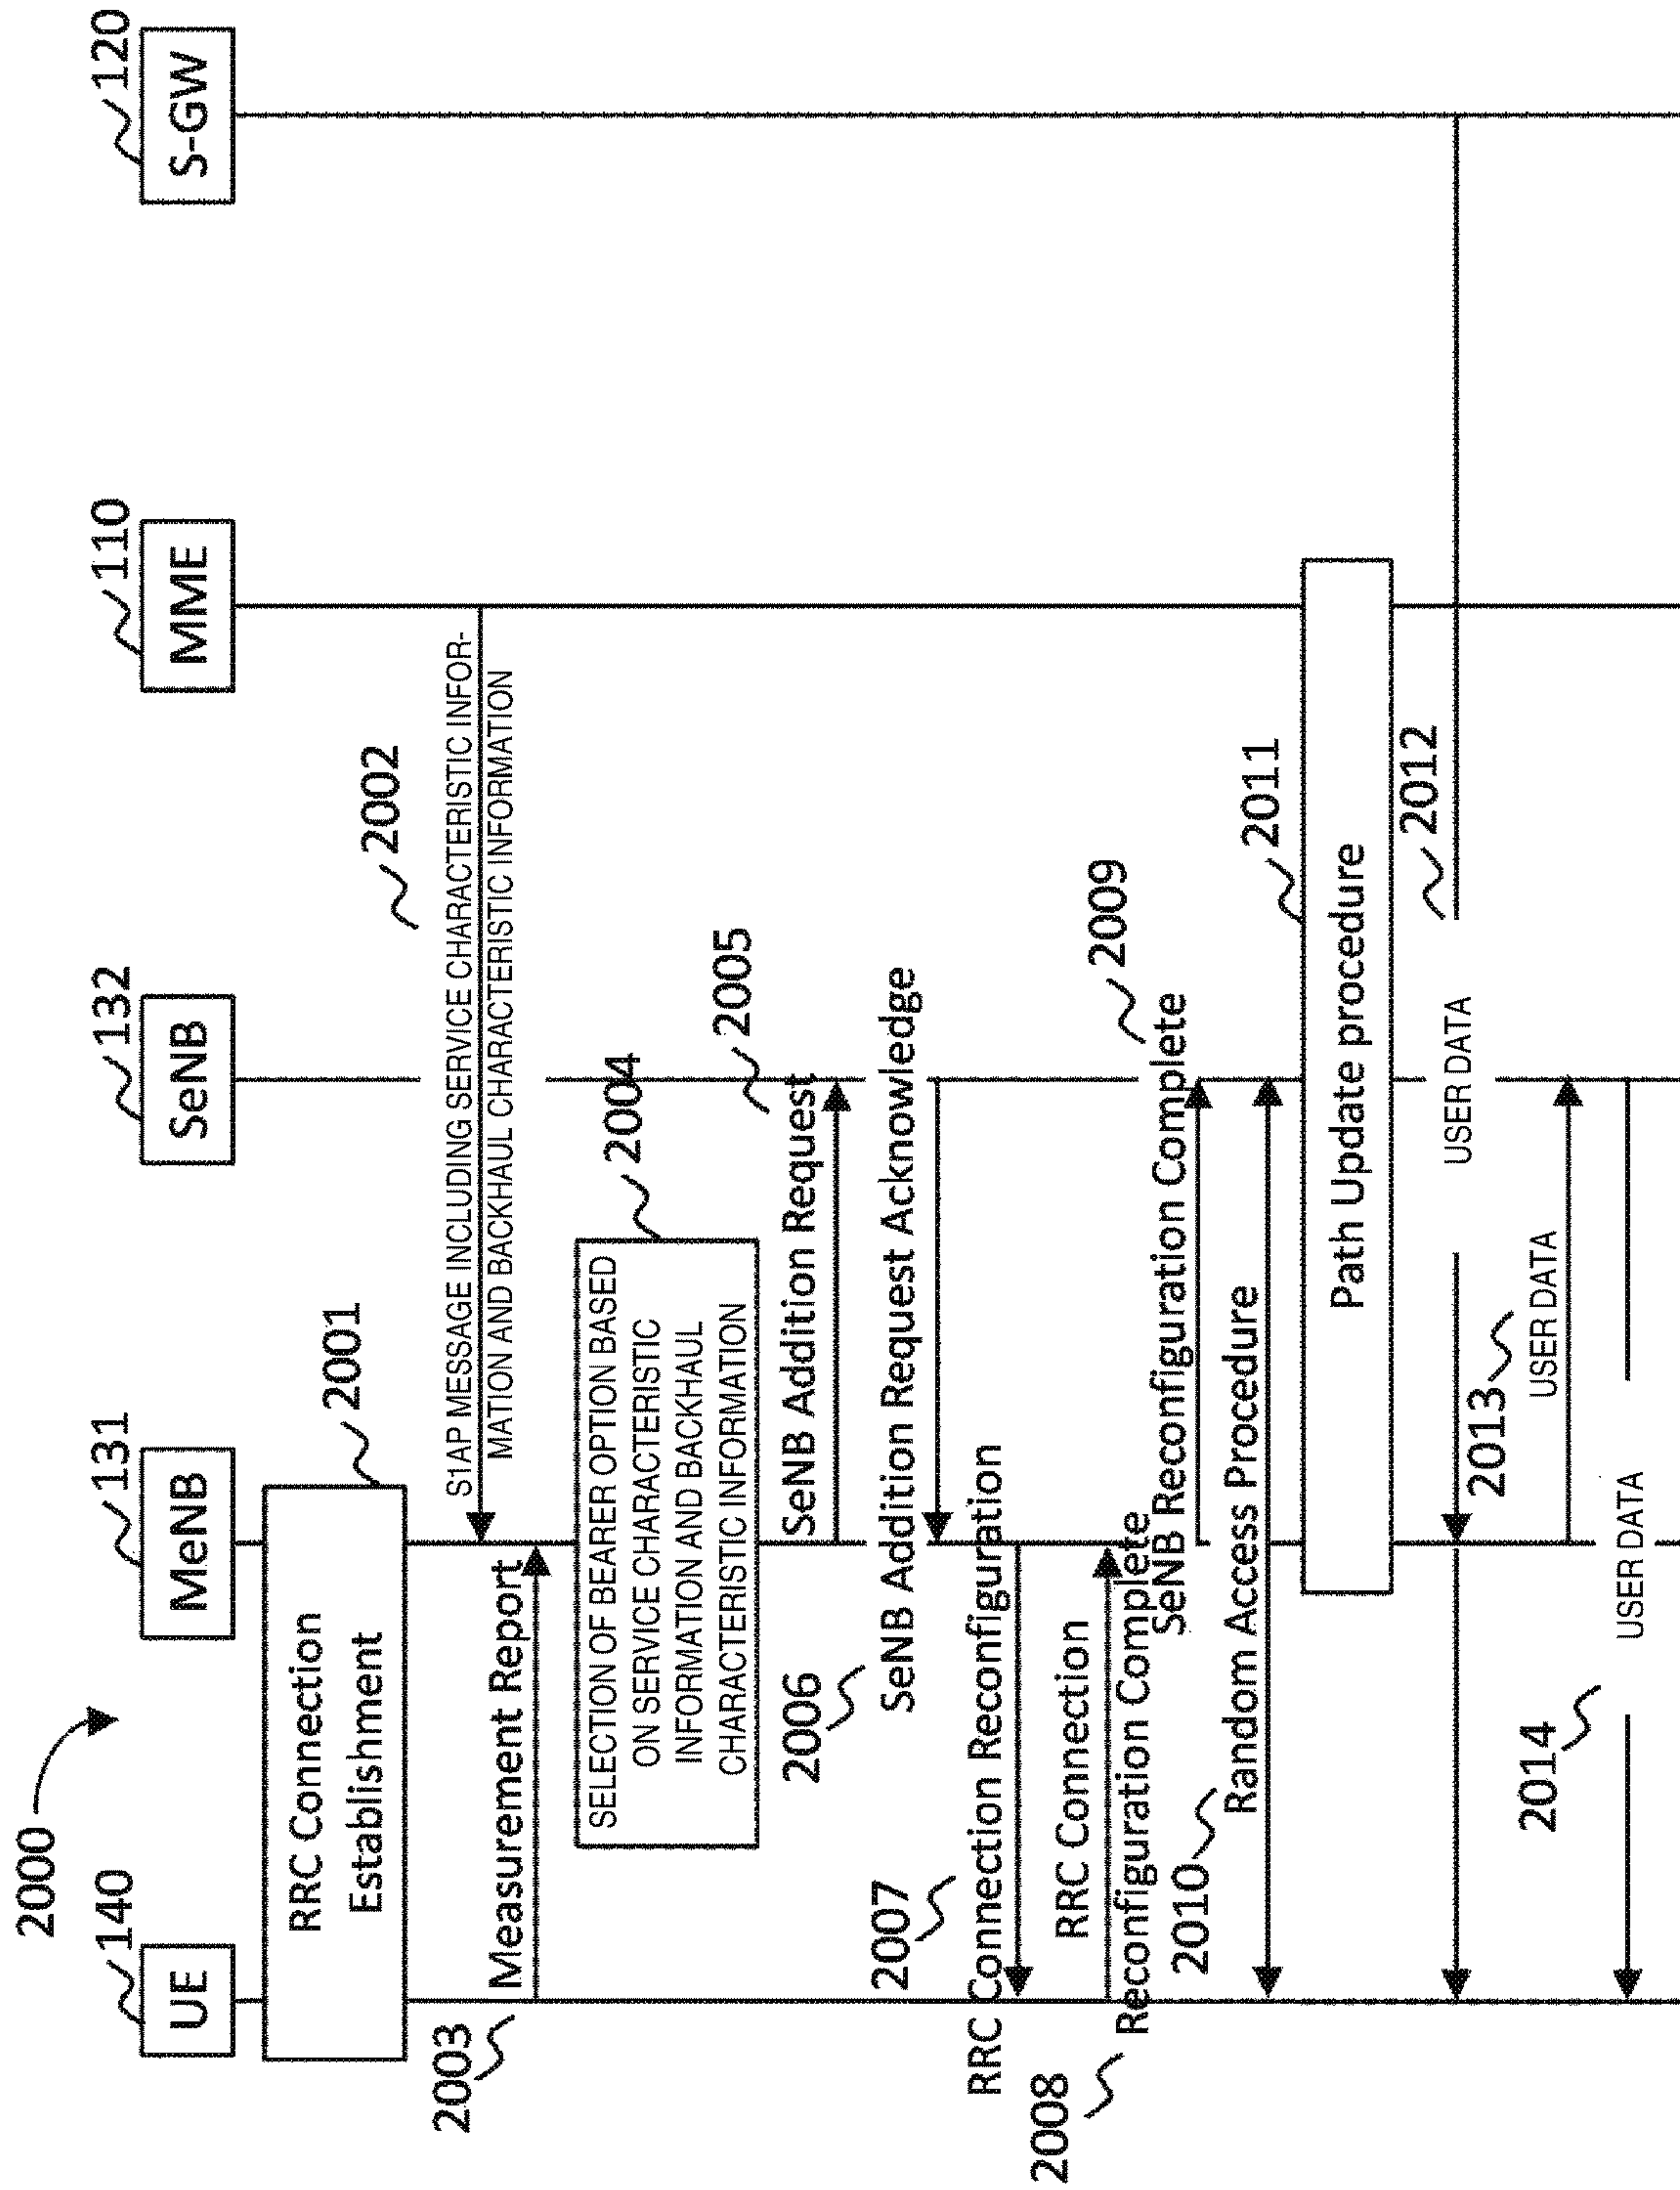 2000
140
131
132
110
120
UE
MeNB
SeNB
MME
S-GW
RRC Connection
Establishment
2001
2002
S1AP MESSAGE INCLUDING SERVICE CHARACTERISTIC INFOR-
MATION AND BACKHAUL CHARACTERISTIC INFORMATION
2003
Measurement Report
SELECTION OF BEARER OPTION BASED
ON SERVICE CHARACTERISTIC
INFORMATION AND BACKHAUL
CHARACTERISTIC INFORMATION
2004
2005
SeNB Addition Request
2006
SeNB Addition Request Acknowledge
2007
RRC Connection Reconfiguration
2008
RRC Connection
Reconfiguration Complete
2009
SeNB Reconfiguration Complete
2010
Random Access Procedure
2011
Path Update procedure
2012
USER DATA
2013
USER DATA
2014
USER DATA